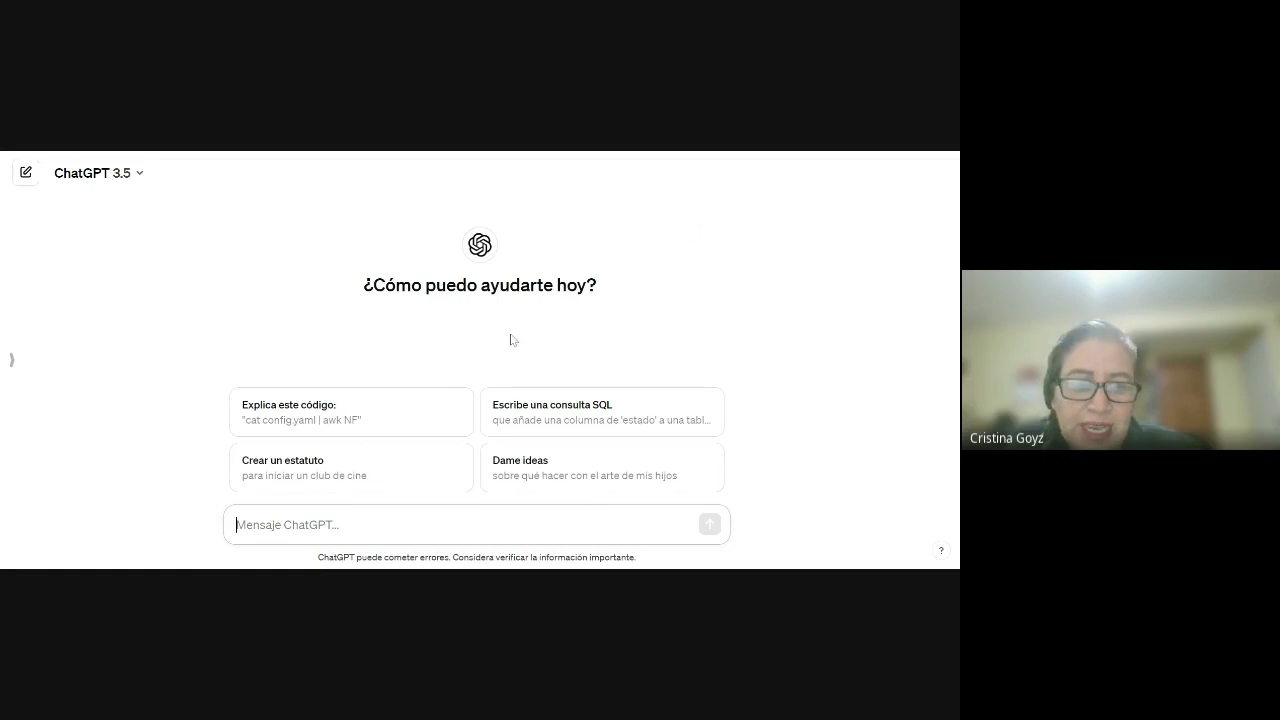 ChatGPT 3.5
¿Cómo puedo ayudarte hoy?
Explica este código:
"cat config.yaml | awk NF"
Escribe una consulta SQL
que añade una columna de 'estado' a una tabl...
Crear un estatuto
para iniciar un club de cine
Dame ideas
sobre qué hacer con el arte de mis hijos
Mensaje ChatGPT...
ChatGPT puede cometer errores. Considera verificar la información importante.
?
Cristina Goyz